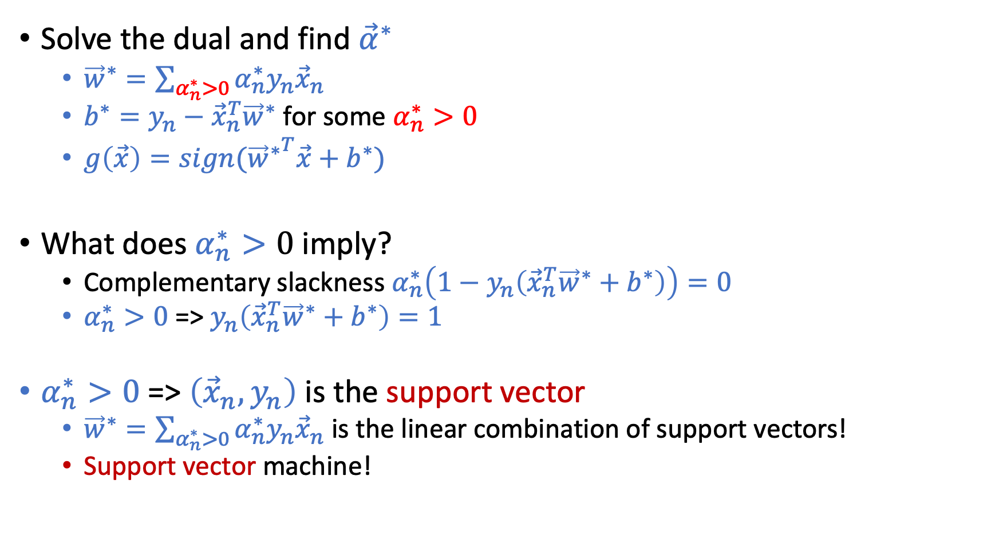 • Solve the dual and find $\vec{\alpha}^*$
• $\vec{w}^* = \sum_{\alpha_n^*>0} \alpha_n^* y_n \vec{x}_n$
• $b^* = y_n - \vec{x}_n^T \vec{w}^*$ for some $\alpha_n^* > 0$
• $g(\vec{x}) = sign(\vec{w}^{*T} \vec{x} + b^*)$
• What does $\alpha_n^* > 0$ imply?
• Complementary slackness $\alpha_n^*(1 - y_n(\vec{x}_n^T \vec{w}^* + b^*)) = 0$
• $\alpha_n^* > 0$ => $y_n(\vec{x}_n^T \vec{w}^* + b^*) = 1$
• $\alpha_n^* > 0$ => $(\vec{x}_n, y_n)$ is the support vector
• $\vec{w}^* = \sum_{\alpha_n^*>0} \alpha_n^* y_n \vec{x}_n$ is the linear combination of support vectors!
• Support vector machine!